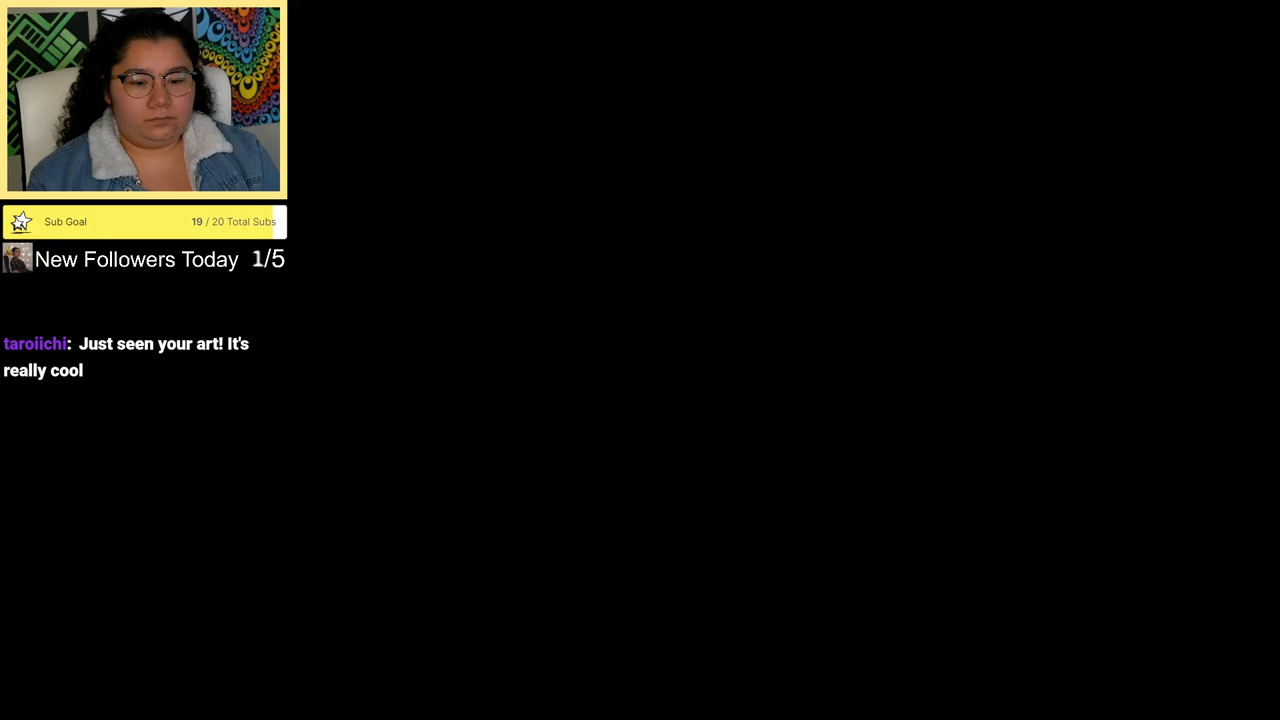 Sub Goal 19 / 20 Total Subs
New Followers Today 1/5
taroiichi: Just seen your art! It's
really cool